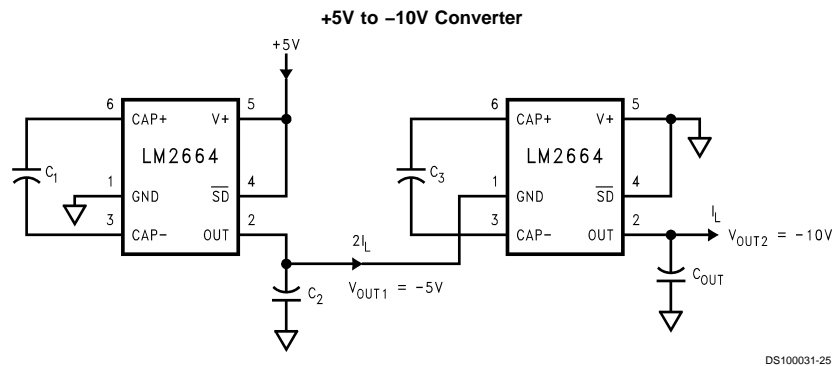 +5V to –10V Converter
+5V
6 CAP+ V+ 5
LM2664
C1
1 GND SD 4
3 CAP- OUT 2
C2
2IL
VOUT1 = -5V
6 CAP+ V+ 5
LM2664
C3
1 GND SD 4
3 CAP- OUT 2
IL
VOUT2 = -10V
COUT
DS100031-25